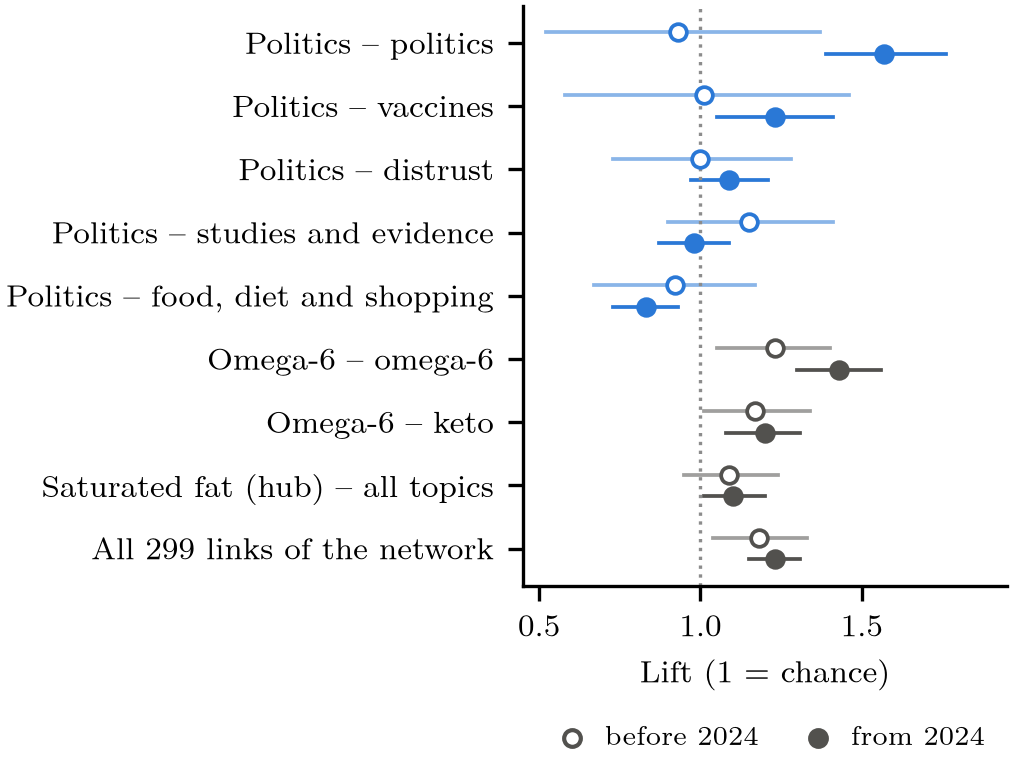 Politics – politics
Politics – vaccines
Politics – distrust
Politics – studies and evidence
Politics – food, diet and shopping
Omega-6 – omega-6
Omega-6 – keto
Saturated fat (hub) – all topics
All 299 links of the network
0.5 1.0 1.5
Lift (1 = chance)
before 2024 from 2024